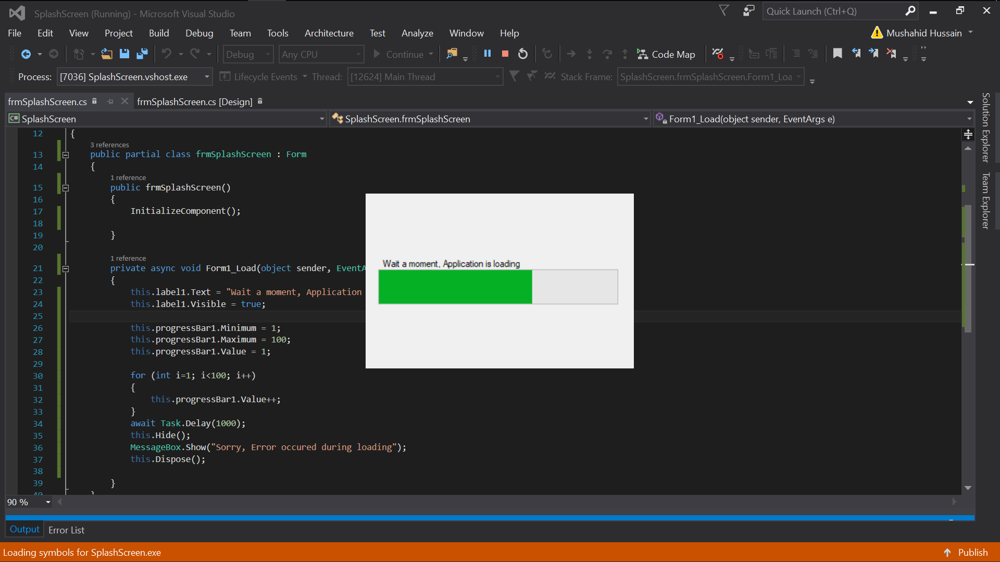 SplashScreen (Running) - Microsoft Visual Studio
Quick Launch (Ctrl+Q)
File Edit View Project Build Debug Team Tools Architecture Test Analyze Window Help
Mushahid Hussain
Debug Any CPU Continue Code Map
Process: [7036] SplashScreen.vshost.exe Lifecycle Events Thread: [12624] Main Thread Stack Frame: SplashScreen.frmSplashScreen.Form1_Loa
frmSplashScreen.cs frmSplashScreen.cs [Design]
C# SplashScreen SplashScreen.frmSplashScreen Form1_Load(object sender, EventArgs e)
Solution Explorer
Team Explorer
12 {
3 references
13 public partial class frmSplashScreen : Form
14 {
1 reference
15 public frmSplashScreen()
16 {
17 InitializeComponent();
18
19 }
20
1 reference
21 private async void Form1_Load(object sender, EventA
22 {
23 this.label1.Text = "Wait a moment, Application
24 this.label1.Visible = true;
25
26 this.progressBar1.Minimum = 1;
27 this.progressBar1.Maximum = 100;
28 this.progressBar1.Value = 1;
29
30 for (int i=1; i<100; i++)
31 {
32 this.progressBar1.Value++;
33 }
34 await Task.Delay(1000);
35 this.Hide();
36 MessageBox.Show("Sorry, Error occured during loading");
37 this.Dispose();
38
39 }
40 }
Wait a moment, Application is loading
90 %
Output Error List
Loading symbols for SplashScreen.exe
Publish